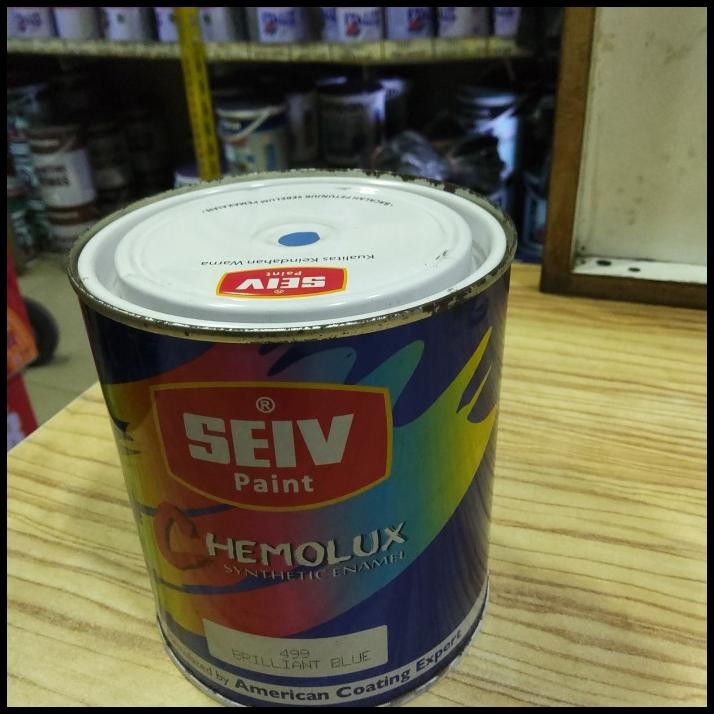 "BACALAH PETUNJUK SEBELUM PEMAKAIAN"
Kualitas Keindahan Warna
SEIV
Paint
®
SEIV
Paint
CHEMOLUX
SYNTHETIC ENAMEL
499
BRILLIANT BLUE
by American Coating Expert